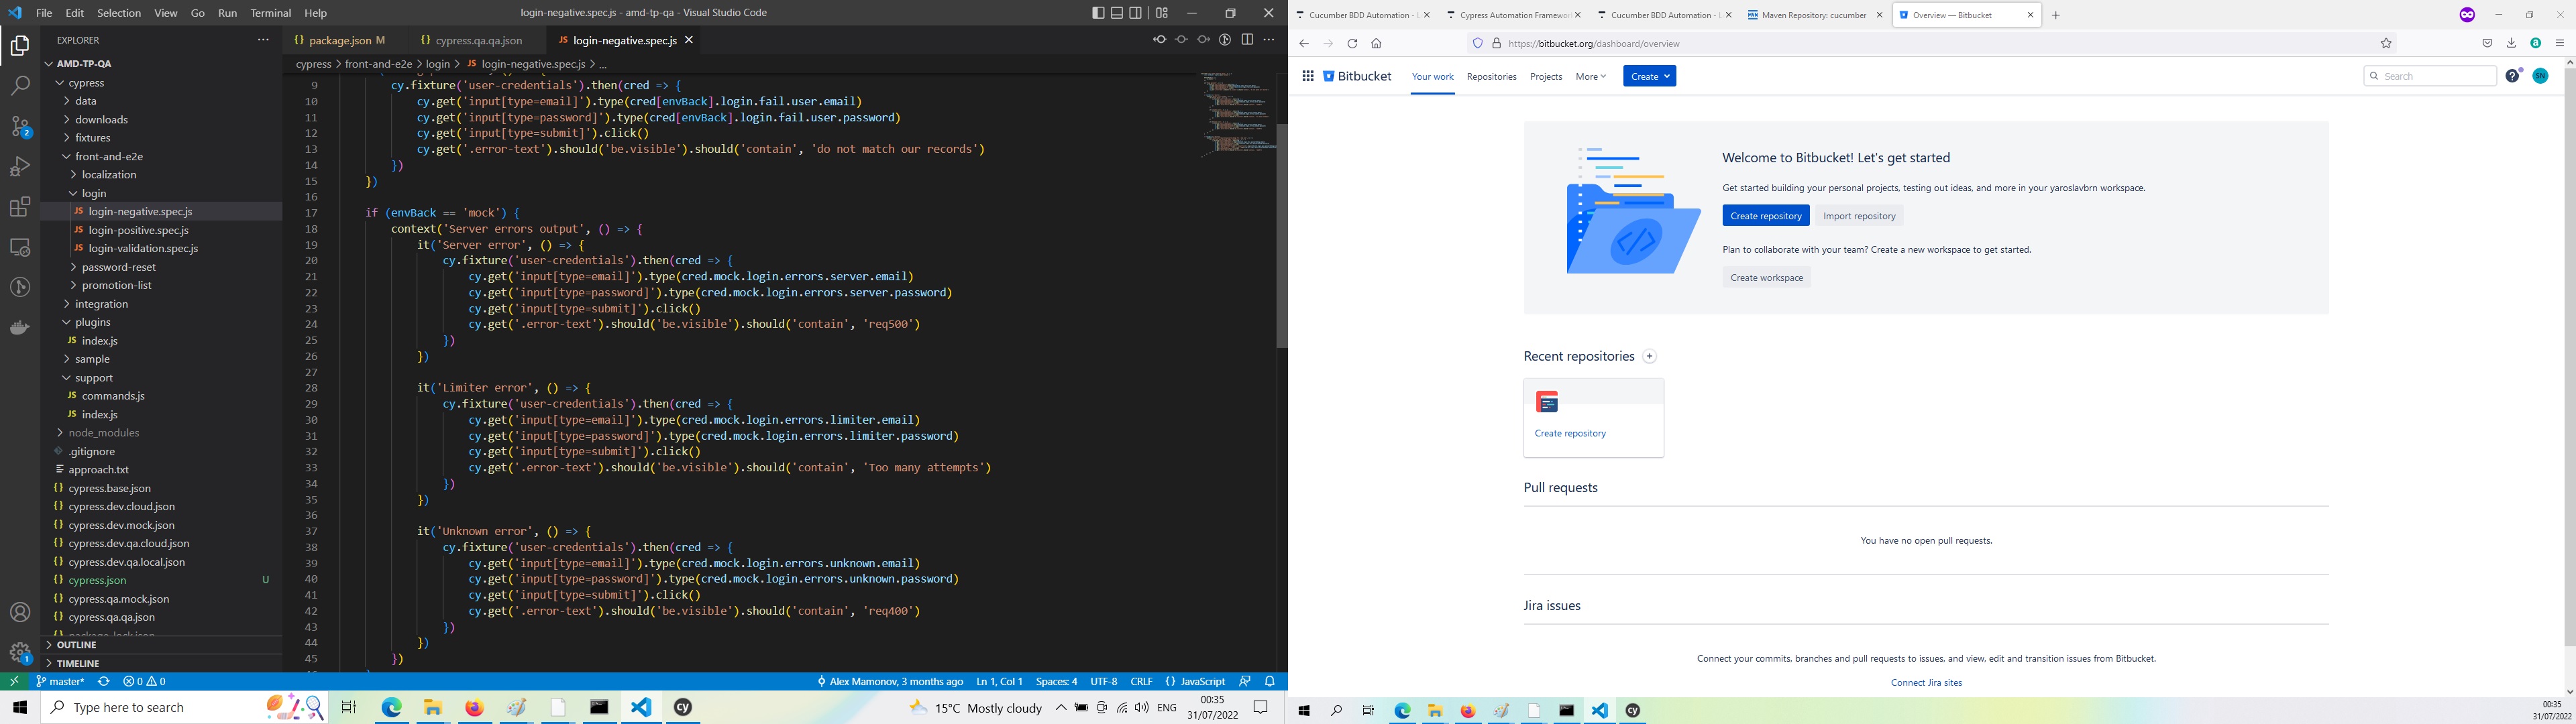 File Edit Selection View Go Run Terminal Help
login-negative.spec.js - amd-tp-qa - Visual Studio Code
EXPLORER
AMD-TP-QA
cypress
data
downloads
fixtures
front-and-e2e
localization
login
JS login-negative.spec.js
JS login-positive.spec.js
JS login-validation.spec.js
password-reset
promotion-list
integration
plugins
JS index.js
sample
support
JS commands.js
JS index.js
node_modules
.gitignore
approach.txt
{} cypress.base.json
{} cypress.dev.cloud.json
{} cypress.dev.mock.json
{} cypress.dev.qa.cloud.json
{} cypress.dev.qa.local.json
{} cypress.json U
{} cypress.qa.mock.json
{} cypress.qa.qa.json
{} package-lock.json
OUTLINE
TIMELINE
2
1
{} package.json M
{} cypress.qa.qa.json
JS login-negative.spec.js
cypress > front-and-e2e > login > JS login-negative.spec.js > ...
9 cy.fixture('user-credentials').then(cred => {
10 cy.get('input[type=email]').type(cred[envBack].login.fail.user.email)
11 cy.get('input[type=password]').type(cred[envBack].login.fail.user.password)
12 cy.get('input[type=submit]').click()
13 cy.get('.error-text').should('be.visible').should('contain', 'do not match our records')
14 })
15 })
16
17 if (envBack == 'mock') {
18 context('Server errors output', () => {
19 it('Server error', () => {
20 cy.fixture('user-credentials').then(cred => {
21 cy.get('input[type=email]').type(cred.mock.login.errors.server.email)
22 cy.get('input[type=password]').type(cred.mock.login.errors.server.password)
23 cy.get('input[type=submit]').click()
24 cy.get('.error-text').should('be.visible').should('contain', 'req500')
25 })
26 })
27
28 it('Limiter error', () => {
29 cy.fixture('user-credentials').then(cred => {
30 cy.get('input[type=email]').type(cred.mock.login.errors.limiter.email)
31 cy.get('input[type=password]').type(cred.mock.login.errors.limiter.password)
32 cy.get('input[type=submit]').click()
33 cy.get('.error-text').should('be.visible').should('contain', 'Too many attempts')
34 })
35 })
36
37 it('Unknown error', () => {
38 cy.fixture('user-credentials').then(cred => {
39 cy.get('input[type=email]').type(cred.mock.login.errors.unknown.email)
40 cy.get('input[type=password]').type(cred.mock.login.errors.unknown.password)
41 cy.get('input[type=submit]').click()
42 cy.get('.error-text').should('be.visible').should('contain', 'req400')
43 })
44 })
45 })
master* 0 0
Alex Mamonov, 3 months ago Ln 1, Col 1 Spaces: 4 UTF-8 CRLF {} JavaScript
Type here to search
cy
15°C Mostly cloudy
ENG
00:35
31/07/2022
Cucumber BDD Automation - L
Cypress Automation Framework
Cucumber BDD Automation - L
MVN Maven Repository: cucumber
Overview — Bitbucket
https://bitbucket.org/dashboard/overview
Bitbucket
Your work Repositories Projects More Create
Search
SN
Welcome to Bitbucket! Let's get started
Get started building your personal projects, testing out ideas, and more in your yaroslavbrn workspace.
Create repository Import repository
Plan to collaborate with your team? Create a new workspace to get started.
Create workspace
Recent repositories +
Create repository
Pull requests
You have no open pull requests.
Jira issues
Connect your commits, branches and pull requests to issues, and view, edit and transition issues from Bitbucket.
Connect Jira sites
cy
00:35
31/07/2022